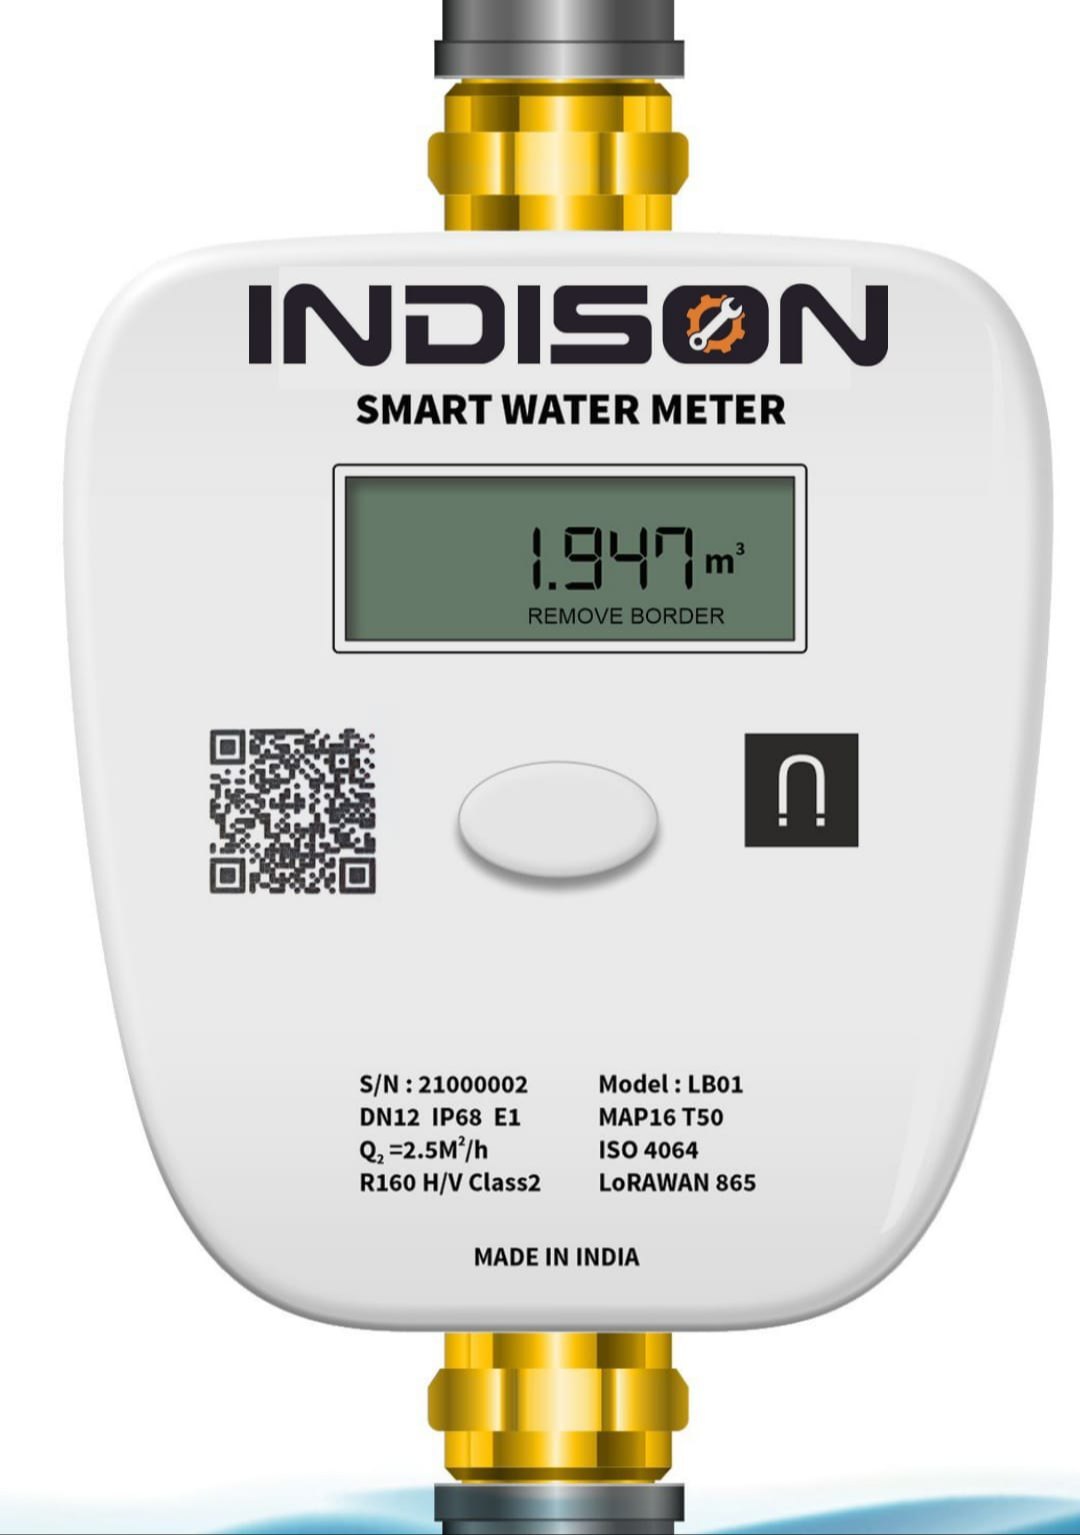 INDISON
SMART WATER METER
1.947 m³
REMOVE BORDER
S/N : 21000002
DN12 IP68 E1
Q₂ =2.5M²/h
R160 H/V Class2
Model : LB01
MAP16 T50
ISO 4064
LoRAWAN 865
MADE IN INDIA